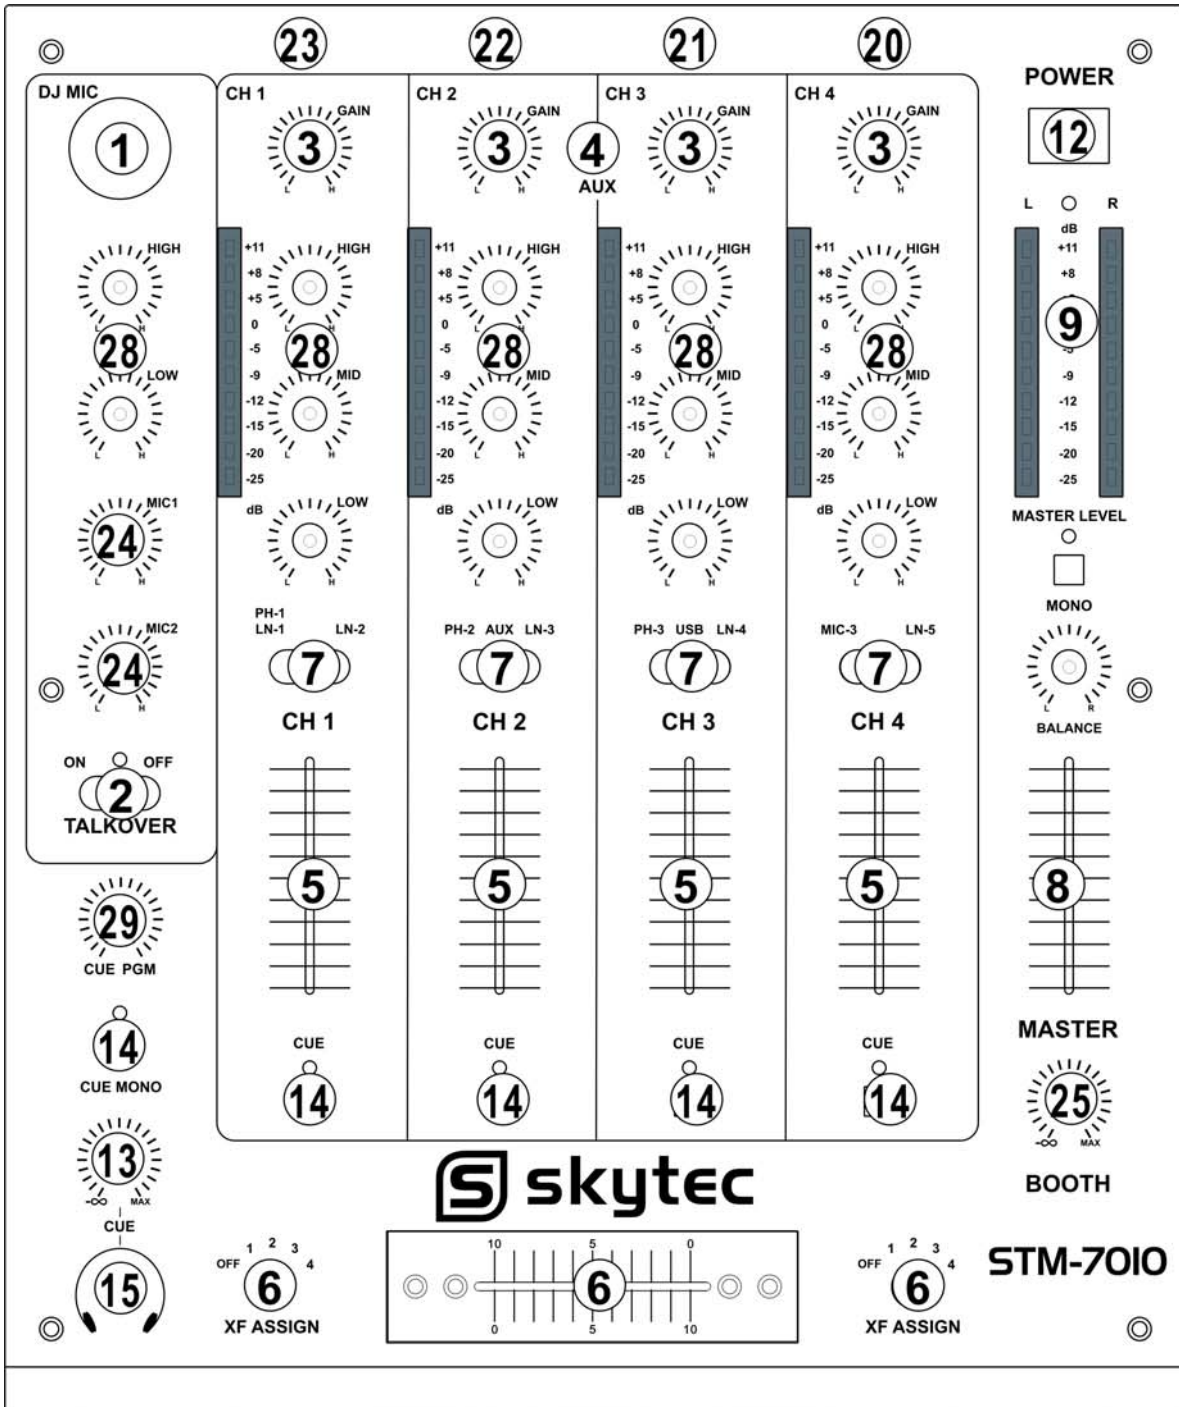 23 22 21 20
POWER
DJ MIC CH 1 CH 2 CH 3 CH 4
GAIN GAIN GAIN GAIN
1 3 3 4 3 3 12
L H L H AUX L H L H
L R
dB
HIGH +11 HIGH +11 HIGH +11 HIGH +11 HIGH +11
+8 +8 +8 +8 +8
+5 +5 +5 +5
L H 0 L H 0 L H 0 L H 0 L H 9
28 -5 28 -5 28 -5 28 -5 28 -5
LOW -9 MID -9 MID -9 MID -9 MID -9
-12 -12 -12 -12 -12
-15 -15 -15 -15 -15
L H -20 L H -20 L H -20 L H -20 L H -20
-25 -25 -25 -25 -25
MIC1 dB LOW dB LOW dB LOW dB LOW MASTER LEVEL
24
L H L H L H L H L H
MONO
PH-1
MIC2 LN-1 LN-2 PH-2 AUX LN-3 PH-3 USB LN-4 MIC-3 LN-5
24 7 7 7 7
L H L R
CH 1 CH 2 CH 3 CH 4 BALANCE
ON OFF
2
TALKOVER
5 5 5 5 8
29
CUE PGM
MASTER
14 CUE CUE CUE CUE
CUE MONO 14 14 14 14 25
-∞ MAX
13
-∞ MAX
skytec BOOTH
CUE
OFF 1 2 3 4 10 5 0 OFF 1 2 3 4 STM-7010
15 6 6 6
XF ASSIGN 0 5 10 XF ASSIGN